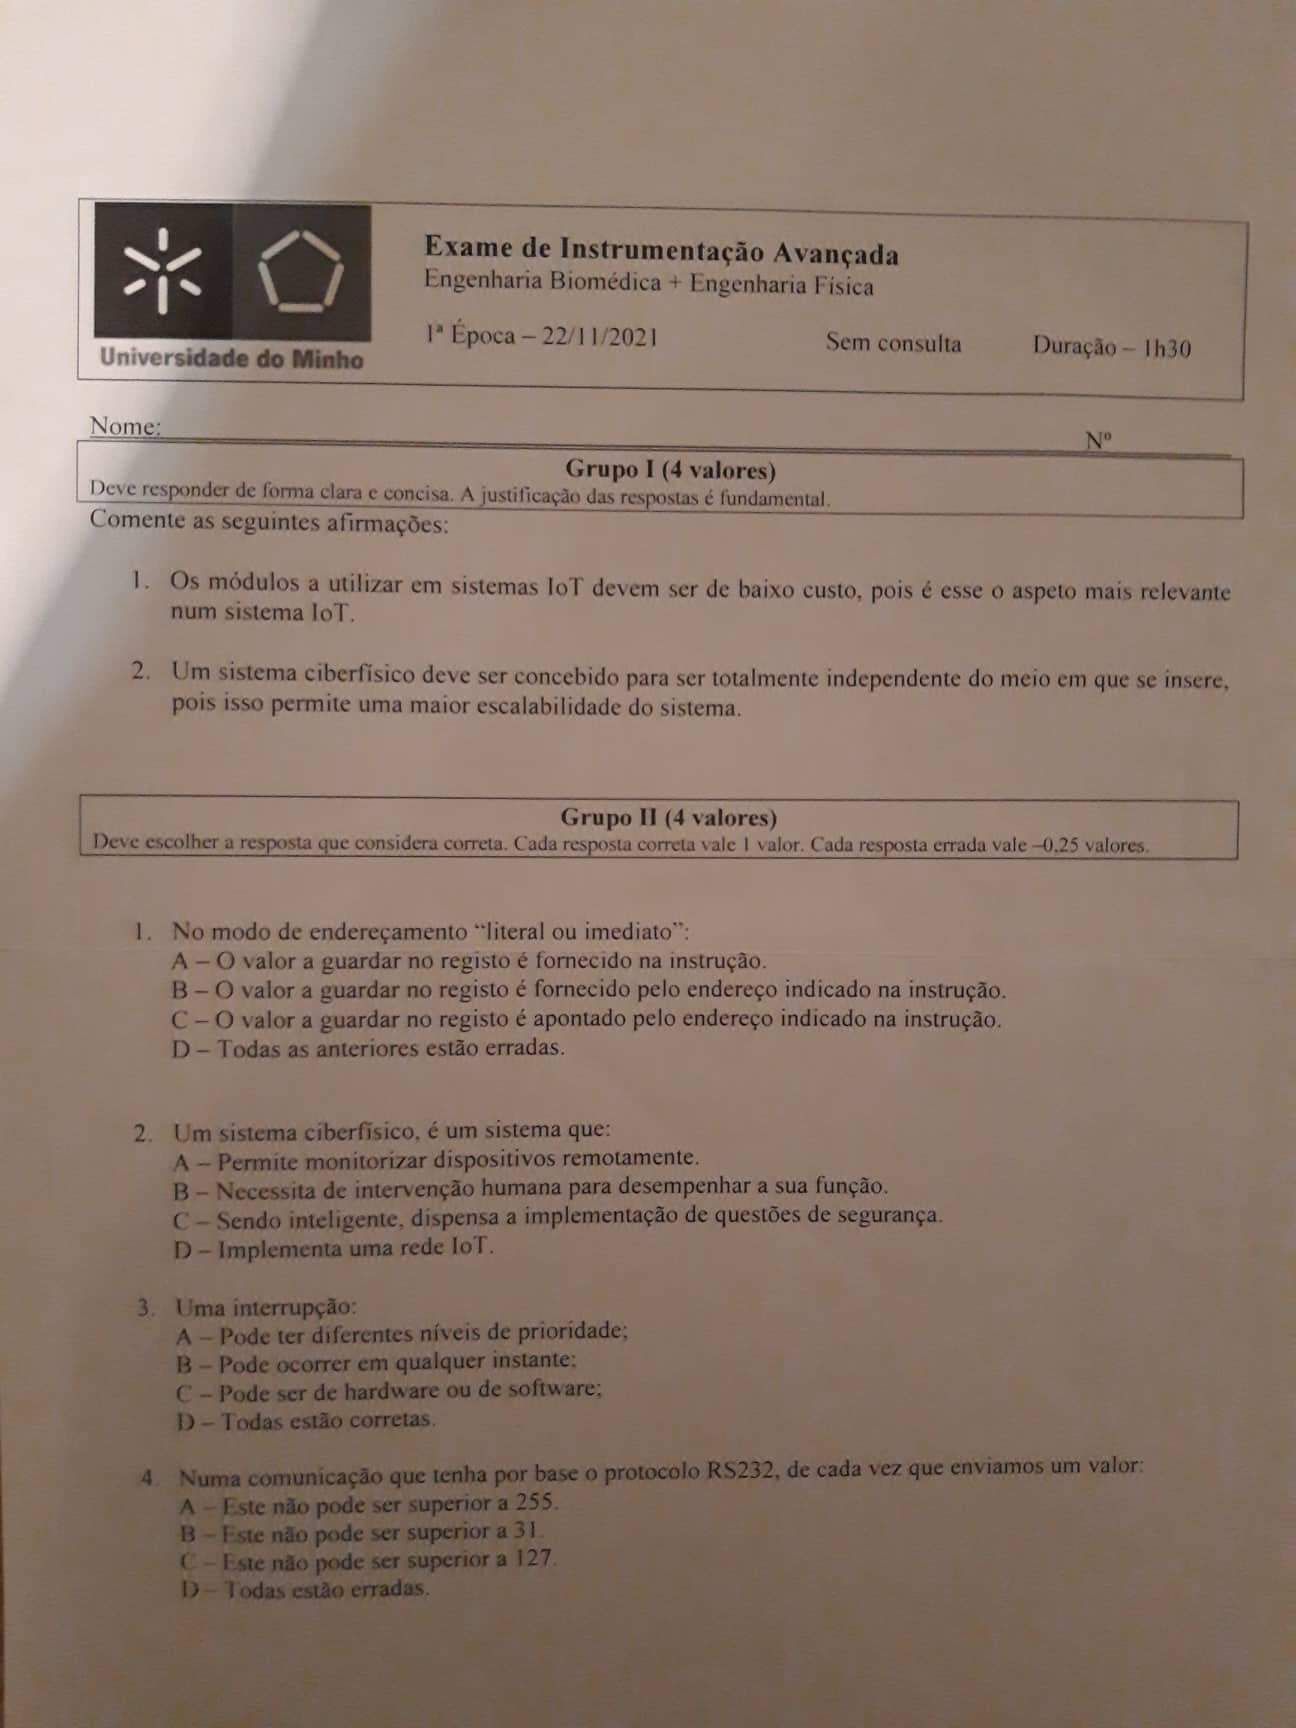 Universidade do Minho
Exame de Instrumentação Avançada
Engenharia Biomédica + Engenharia Física
1ª Época – 22/11/2021 Sem consulta Duração – 1h30
Nome: Nº
Grupo I (4 valores)
Deve responder de forma clara e concisa. A justificação das respostas é fundamental.
Comente as seguintes afirmações:
1. Os módulos a utilizar em sistemas IoT devem ser de baixo custo, pois é esse o aspeto mais relevante
num sistema IoT.
2. Um sistema ciberfísico deve ser concebido para ser totalmente independente do meio em que se insere,
pois isso permite uma maior escalabilidade do sistema.
Grupo II (4 valores)
Deve escolher a resposta que considera correta. Cada resposta correta vale 1 valor. Cada resposta errada vale –0,25 valores.
1. No modo de endereçamento “literal ou imediato”:
A – O valor a guardar no registo é fornecido na instrução.
B – O valor a guardar no registo é fornecido pelo endereço indicado na instrução.
C – O valor a guardar no registo é apontado pelo endereço indicado na instrução.
D – Todas as anteriores estão erradas.
2. Um sistema ciberfísico, é um sistema que:
A – Permite monitorizar dispositivos remotamente.
B – Necessita de intervenção humana para desempenhar a sua função.
C – Sendo inteligente, dispensa a implementação de questões de segurança.
D – Implementa uma rede IoT.
3. Uma interrupção:
A – Pode ter diferentes níveis de prioridade;
B – Pode ocorrer em qualquer instante;
C – Pode ser de hardware ou de software;
D – Todas estão corretas.
4. Numa comunicação que tenha por base o protocolo RS232, de cada vez que enviamos um valor:
A – Este não pode ser superior a 255.
B – Este não pode ser superior a 31.
C – Este não pode ser superior a 127.
D – Todas estão erradas.